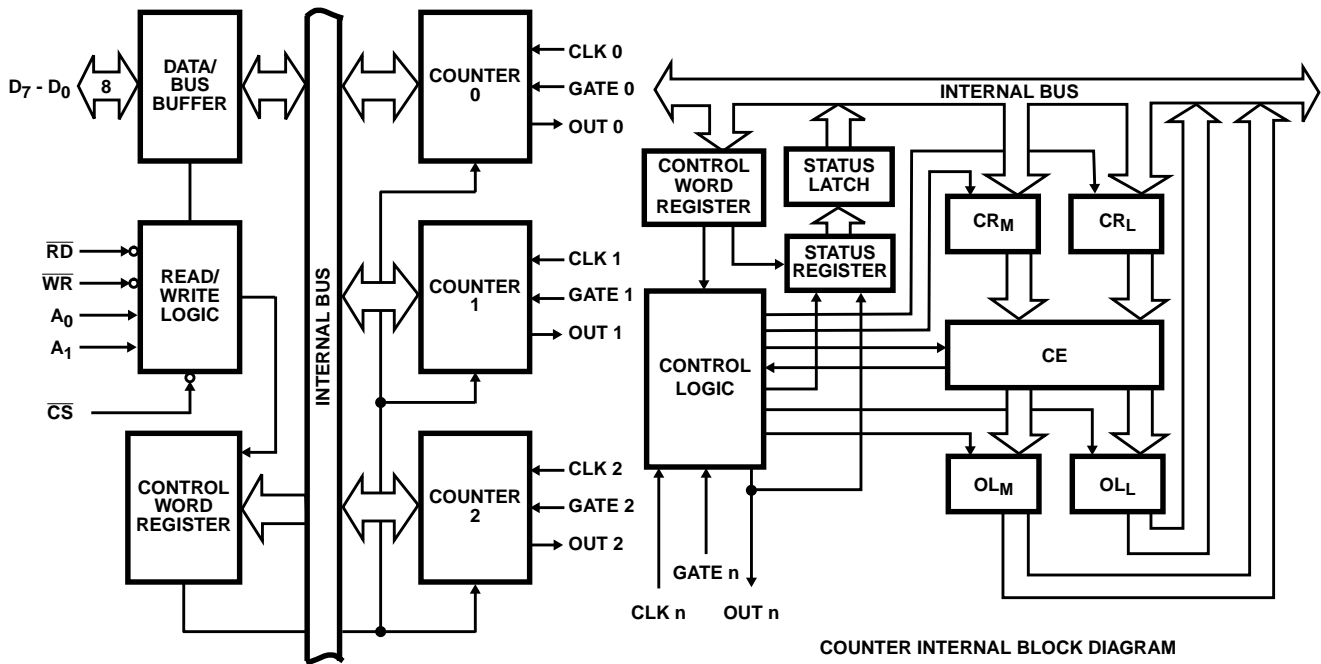 D7 - D0
8
DATA/
BUS
BUFFER
INTERNAL BUS
COUNTER
0
CLK 0
GATE 0
OUT 0
RD
WR
A0
A1
CS
READ/
WRITE
LOGIC
COUNTER
1
CLK 1
GATE 1
OUT 1
CONTROL
WORD
REGISTER
COUNTER
2
CLK 2
GATE 2
OUT 2
INTERNAL BUS
CONTROL
WORD
REGISTER
STATUS
LATCH
STATUS
REGISTER
CRM
CRL
CONTROL
LOGIC
CE
OLM
OLL
GATE n
CLK n
OUT n
COUNTER INTERNAL BLOCK DIAGRAM